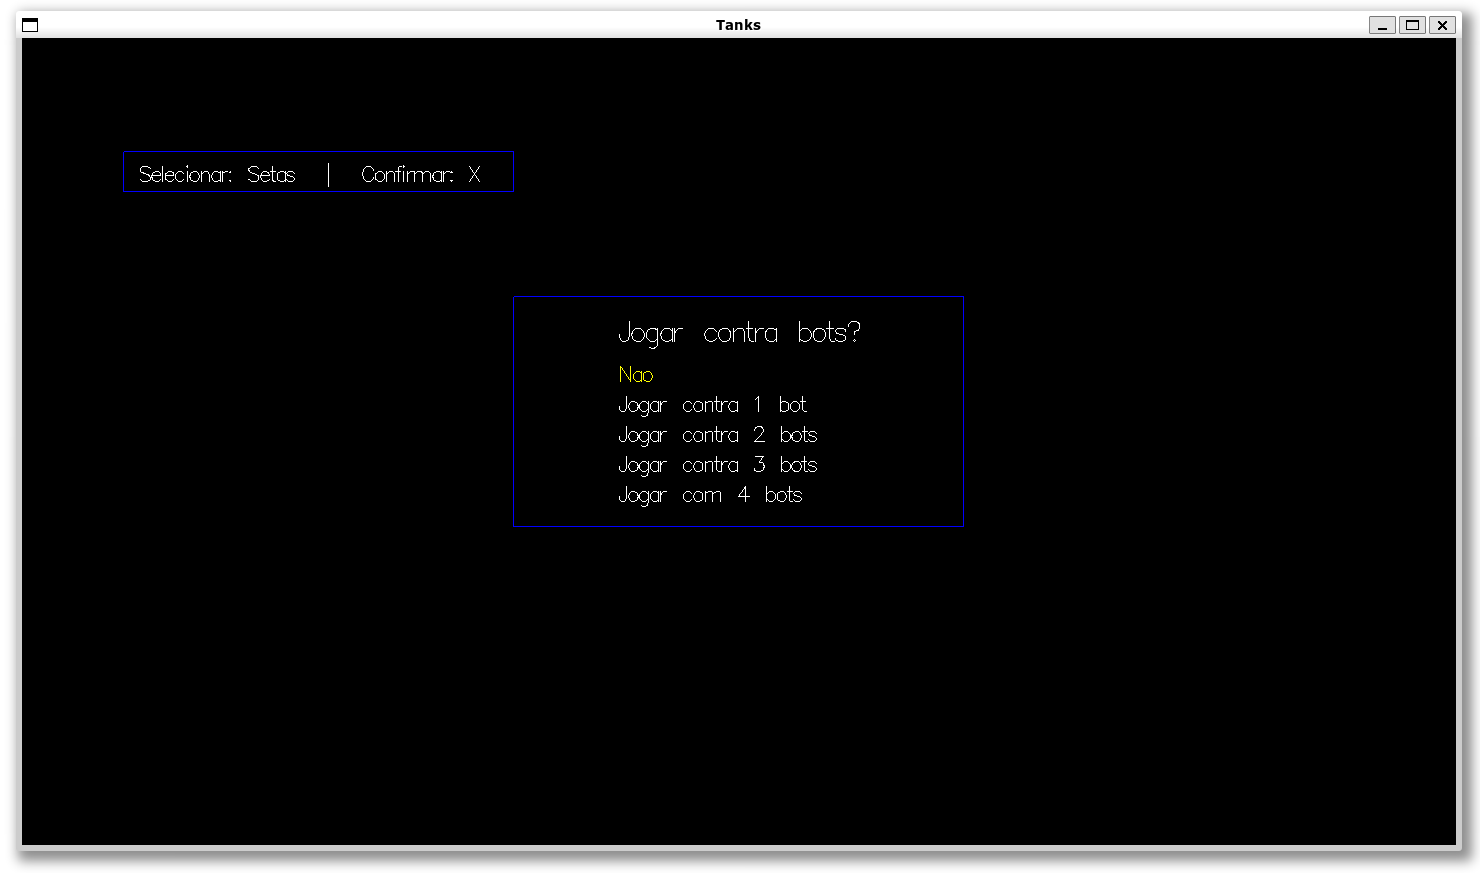 Tanks
Selecionar: Setas | Confirmar: X
Jogar contra bots?
Nao
Jogar contra 1 bot
Jogar contra 2 bots
Jogar contra 3 bots
Jogar com 4 bots